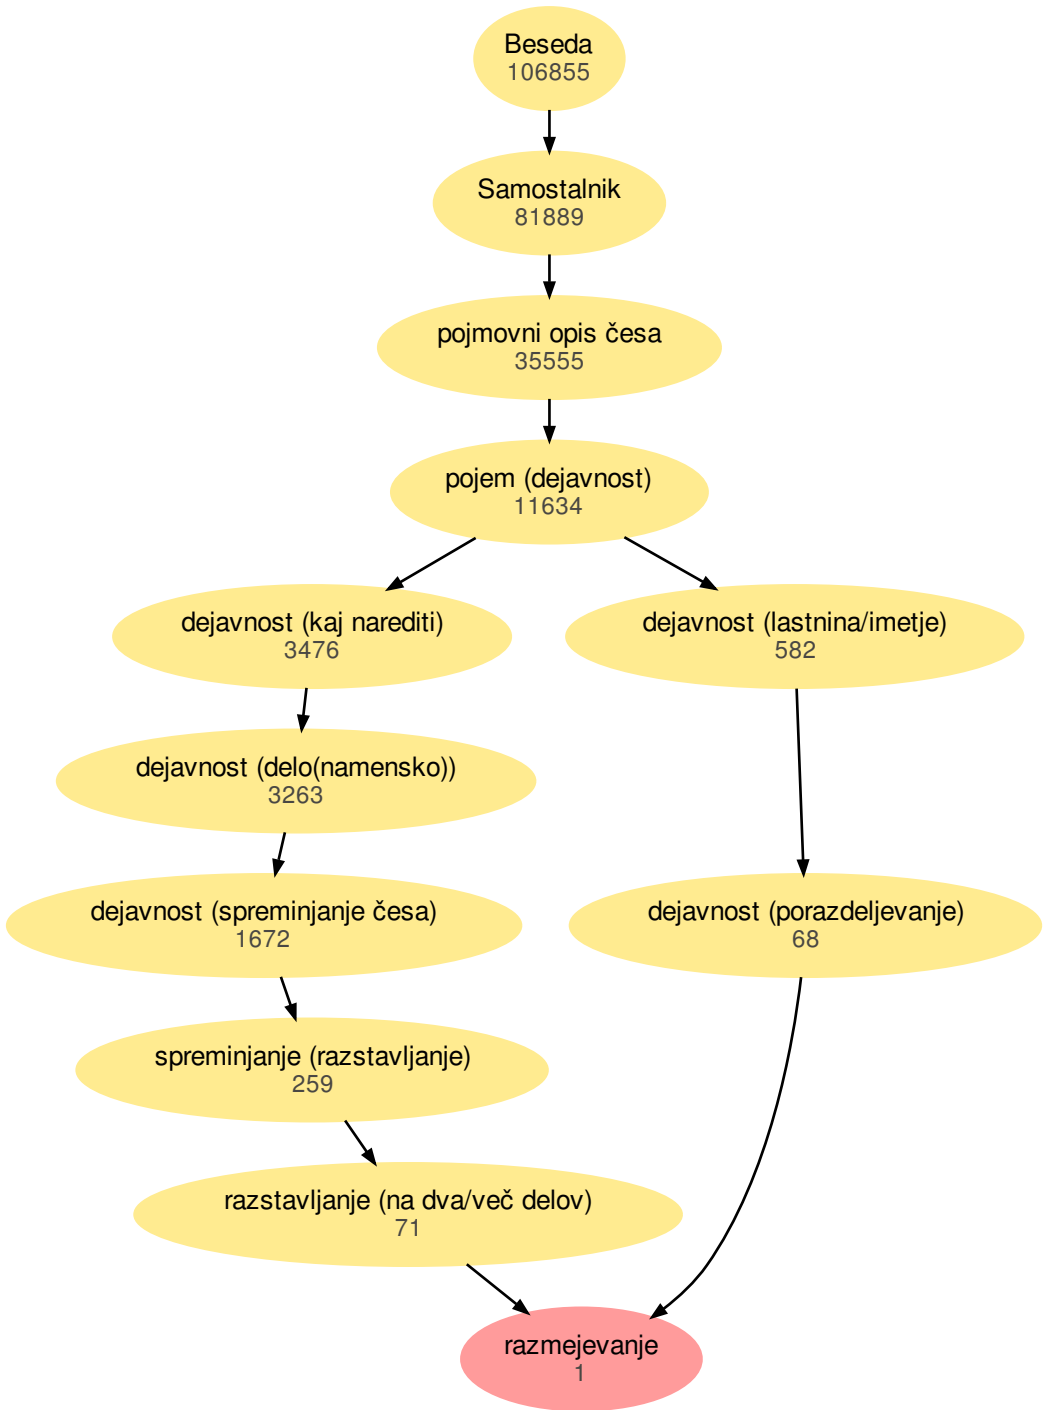 Beseda
106855
Samostalnik
81889
pojmovni opis česa
35555
pojem (dejavnost)
11634
dejavnost (kaj narediti)
3476
dejavnost (lastnina/imetje)
582
dejavnost (delo(namensko))
3263
dejavnost (spreminjanje česa)
1672
dejavnost (porazdeljevanje)
68
spreminjanje (razstavljanje)
259
razstavljanje (na dva/več delov)
71
razmejevanje
1